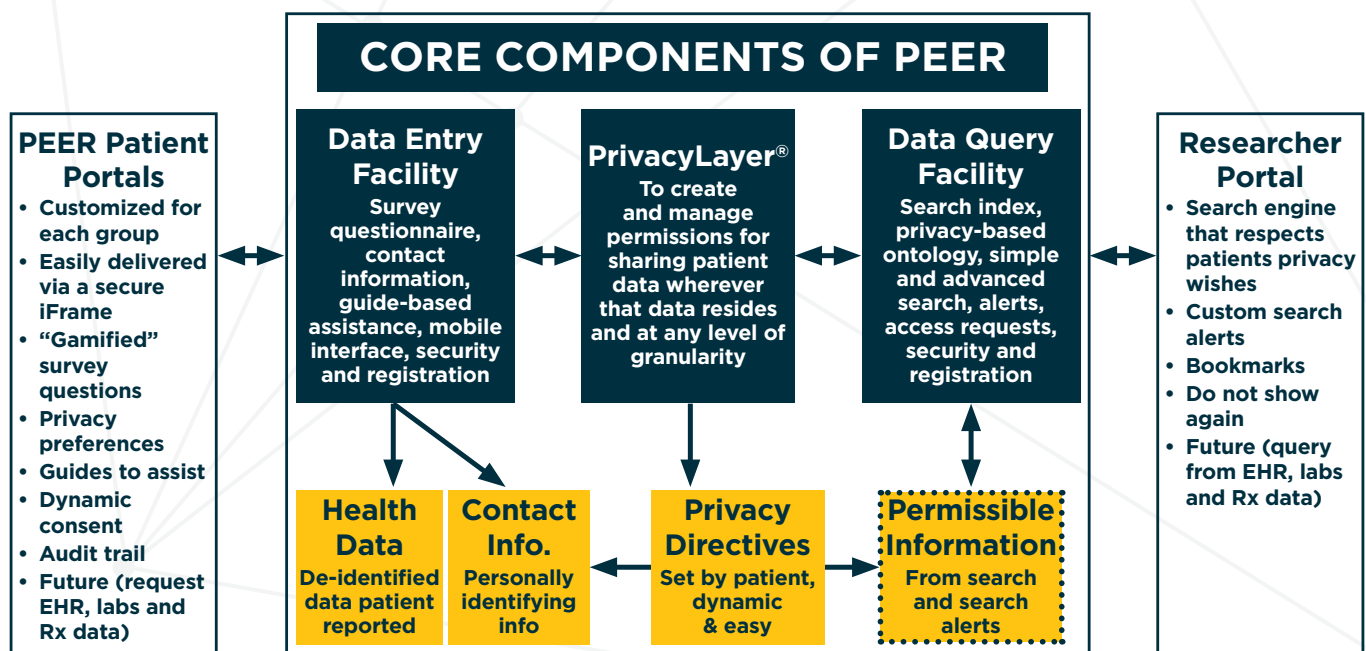 CORE COMPONENTS OF PEER
PEER Patient
Portals
• Customized for
each group
• Easily delivered
via a secure
iFrame
• “Gamified”
survey
questions
• Privacy
preferences
• Guides to assist
• Dynamic
consent
• Audit trail
• Future (request
EHR, labs and
Rx data)
Data Entry
Facility
Survey
questionnaire,
contact
information,
guide-based
assistance, mobile
interface, security
and registration
PrivacyLayer®
To create
and manage
permissions for
sharing patient
data wherever
that data resides
and at any level of
granularity
Data Query
Facility
Search index,
privacy-based
ontology, simple
and advanced
search, alerts,
access requests,
security and
registration
Researcher
Portal
• Search engine
that respects
patients privacy
wishes
• Custom search
alerts
• Bookmarks
• Do not show
again
• Future (query
from EHR, labs
and Rx data)
Health
Data
De-identified
data patient
reported
Contact
Info.
Personally
identifying
info
Privacy
Directives
Set by patient,
dynamic
& easy
Permissible
Information
From search
and search
alerts